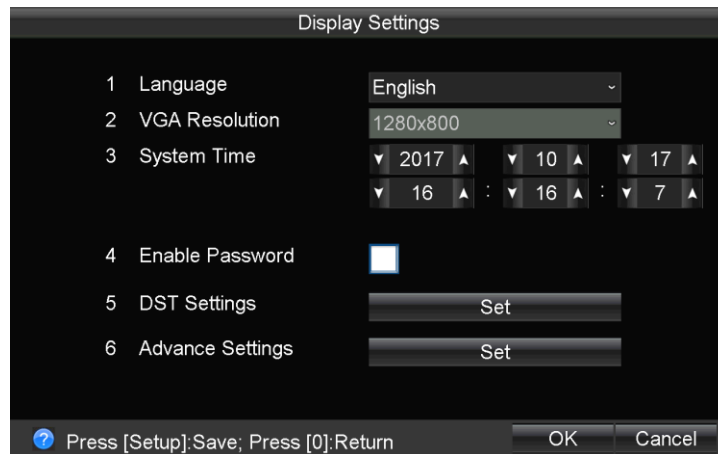 Display Settings
1 Language English
2 VGA Resolution 1280x800
3 System Time 2017 10 17
16 : 16 : 7
4 Enable Password
5 DST Settings Set
6 Advance Settings Set
Press [Setup]:Save; Press [0]:Return OK Cancel